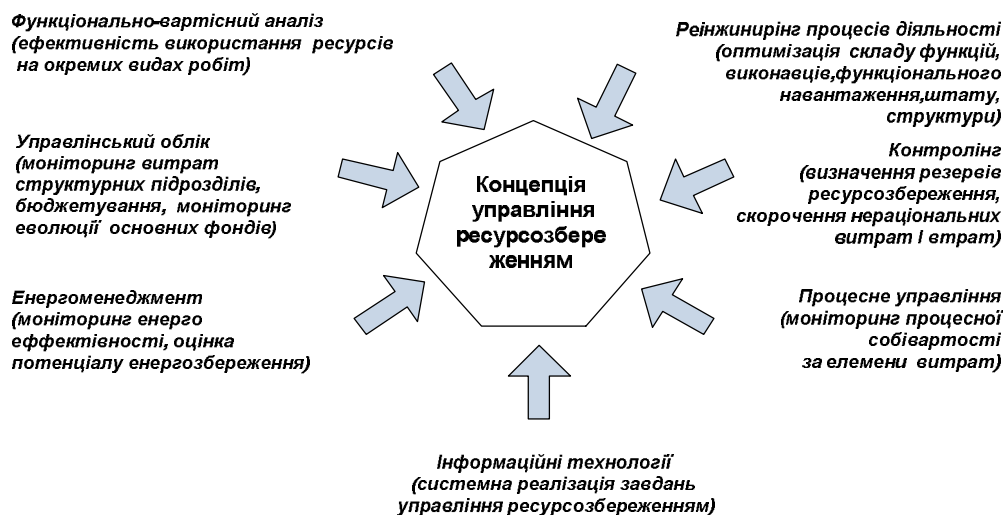 Функціонально-вартісний аналіз
(ефективність використання ресурсів
на окремих видах робіт)
Управлінський облік
(моніторинг витрат
структурних підрозділів,
бюджетування, моніторинг
еволюції основних фондів)
Енергоменеджмент
(моніторинг енерго
еффективності, оцінка
потенціалу енергозбереження)
Концепція
управління
ресурсозбере
женням
Реінжинирінг процесів діяльності
(оптимізація складу функцій,
виконавців,функціонального
навантаження,штату,
структури)
Контролінг
(визначення резервів
ресурсозбереження,
скорочення нераціональних
витрат І втрат)
Процесне управління
(моніторинг процесної
собівартості
за елемени витрат)
Інформаційні технології
(системна реалізація завдань
управління ресурсозбереженням)